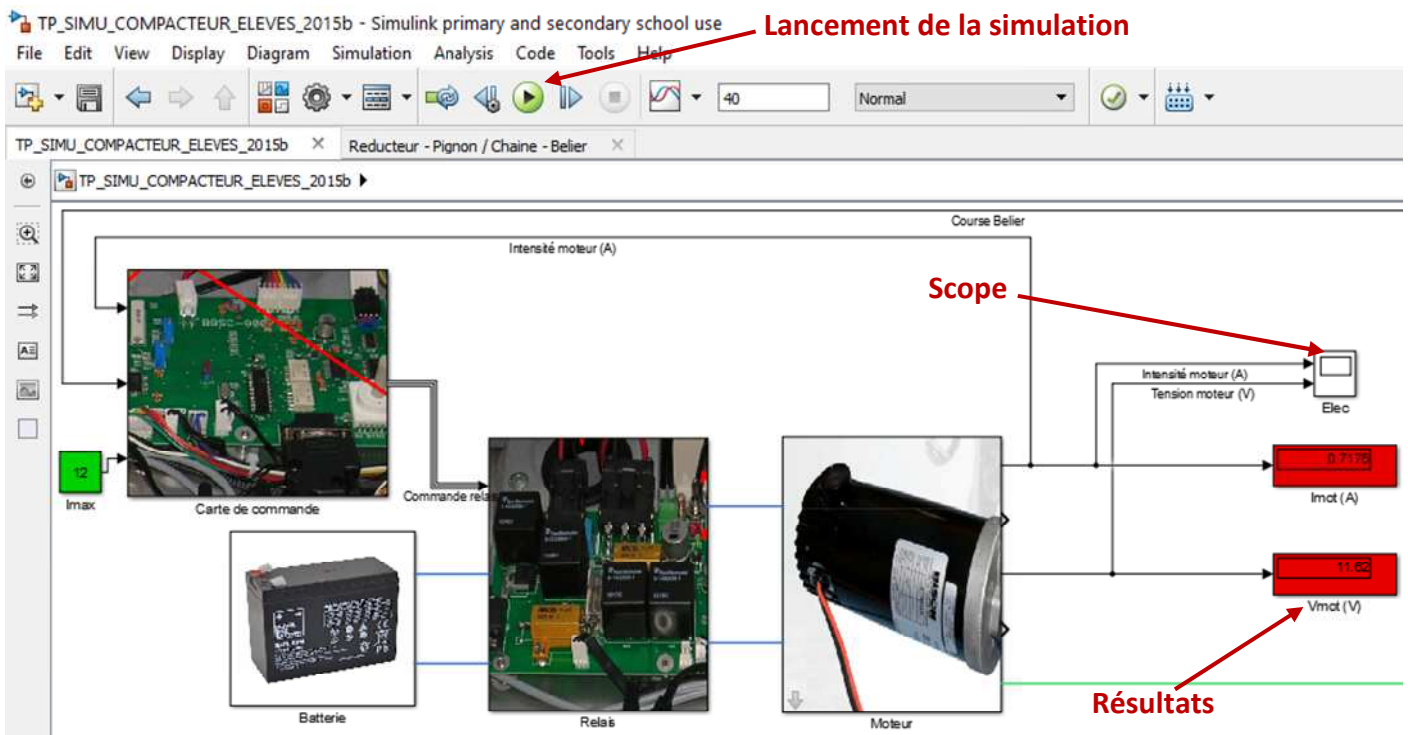 TP_SIMU_COMPACTEUR_ELEVES_2015b - Simulink primary and secondary school use
Lancement de la simulation
File Edit View Display Diagram Simulation Analysis Code Tools Help
40 Normal
TP_SIMU_COMPACTEUR_ELEVES_2015b Reducteur - Pignon / Chaine - Belier
TP_SIMU_COMPACTEUR_ELEVES_2015b
Course Belier
Intensité moteur (A)
Scope
Intensité moteur (A)
Tension moteur (V)
Elec
12
Imax
Carte de commande
Commande relais
0.7176
Imot (A)
11.62
Vmot (V)
Batterie
Relais
Moteur
Résultats